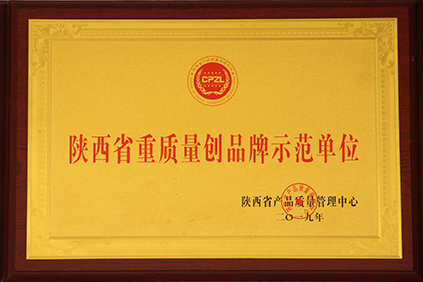 CPZL
陕西省重质量创品牌示范单位
陕西省产品质量管理中心
二〇一九年